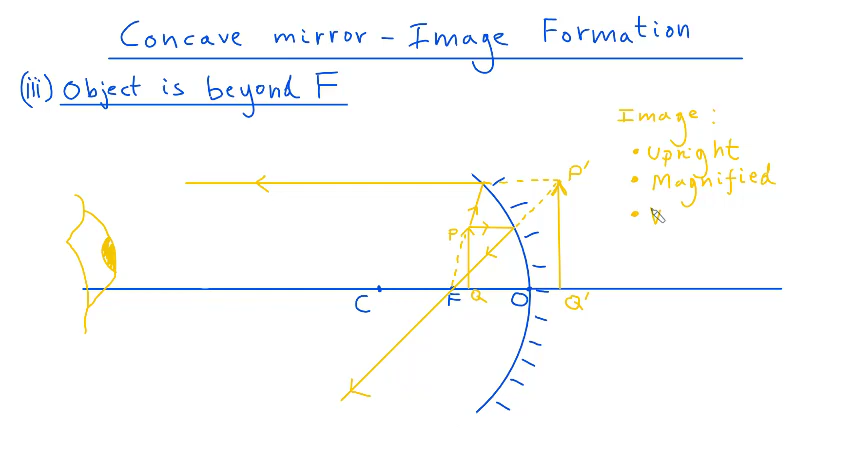 Concave mirror - Image Formation
(iii) Object is beyond F
Image :
• Upright
• Magnified
•
P'
P
C
F
Q
O
Q'